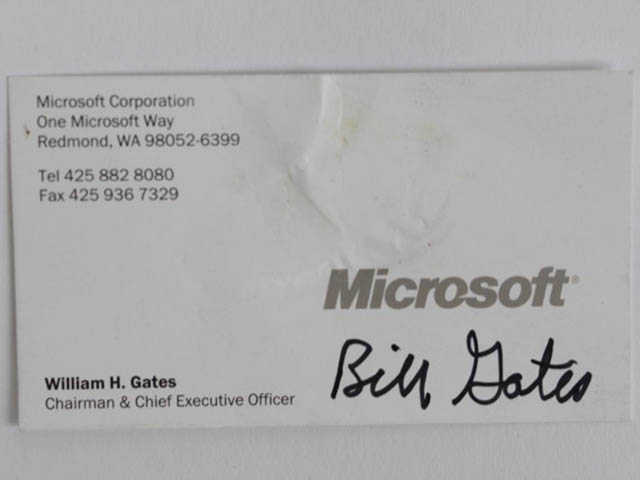 Microsoft Corporation
One Microsoft Way
Redmond, WA 98052-6399
Tel 425 882 8080
Fax 425 936 7329
Microsoft®
William H. Gates
Chairman & Chief Executive Officer
Bill Gates